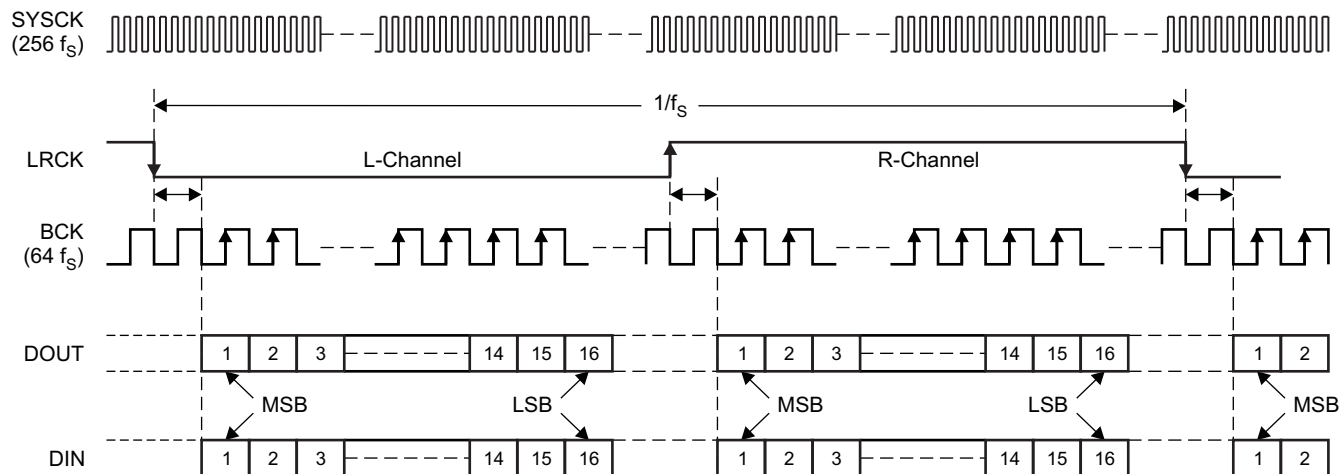 SYSCK
(256 fS)
1/fS
LRCK
L-Channel
R-Channel
BCK
(64 fS)
DOUT
1 2 3 14 15 16 1 2 3 14 15 16 1 2
MSB LSB MSB LSB MSB
DIN
1 2 3 14 15 16 1 2 3 14 15 16 1 2